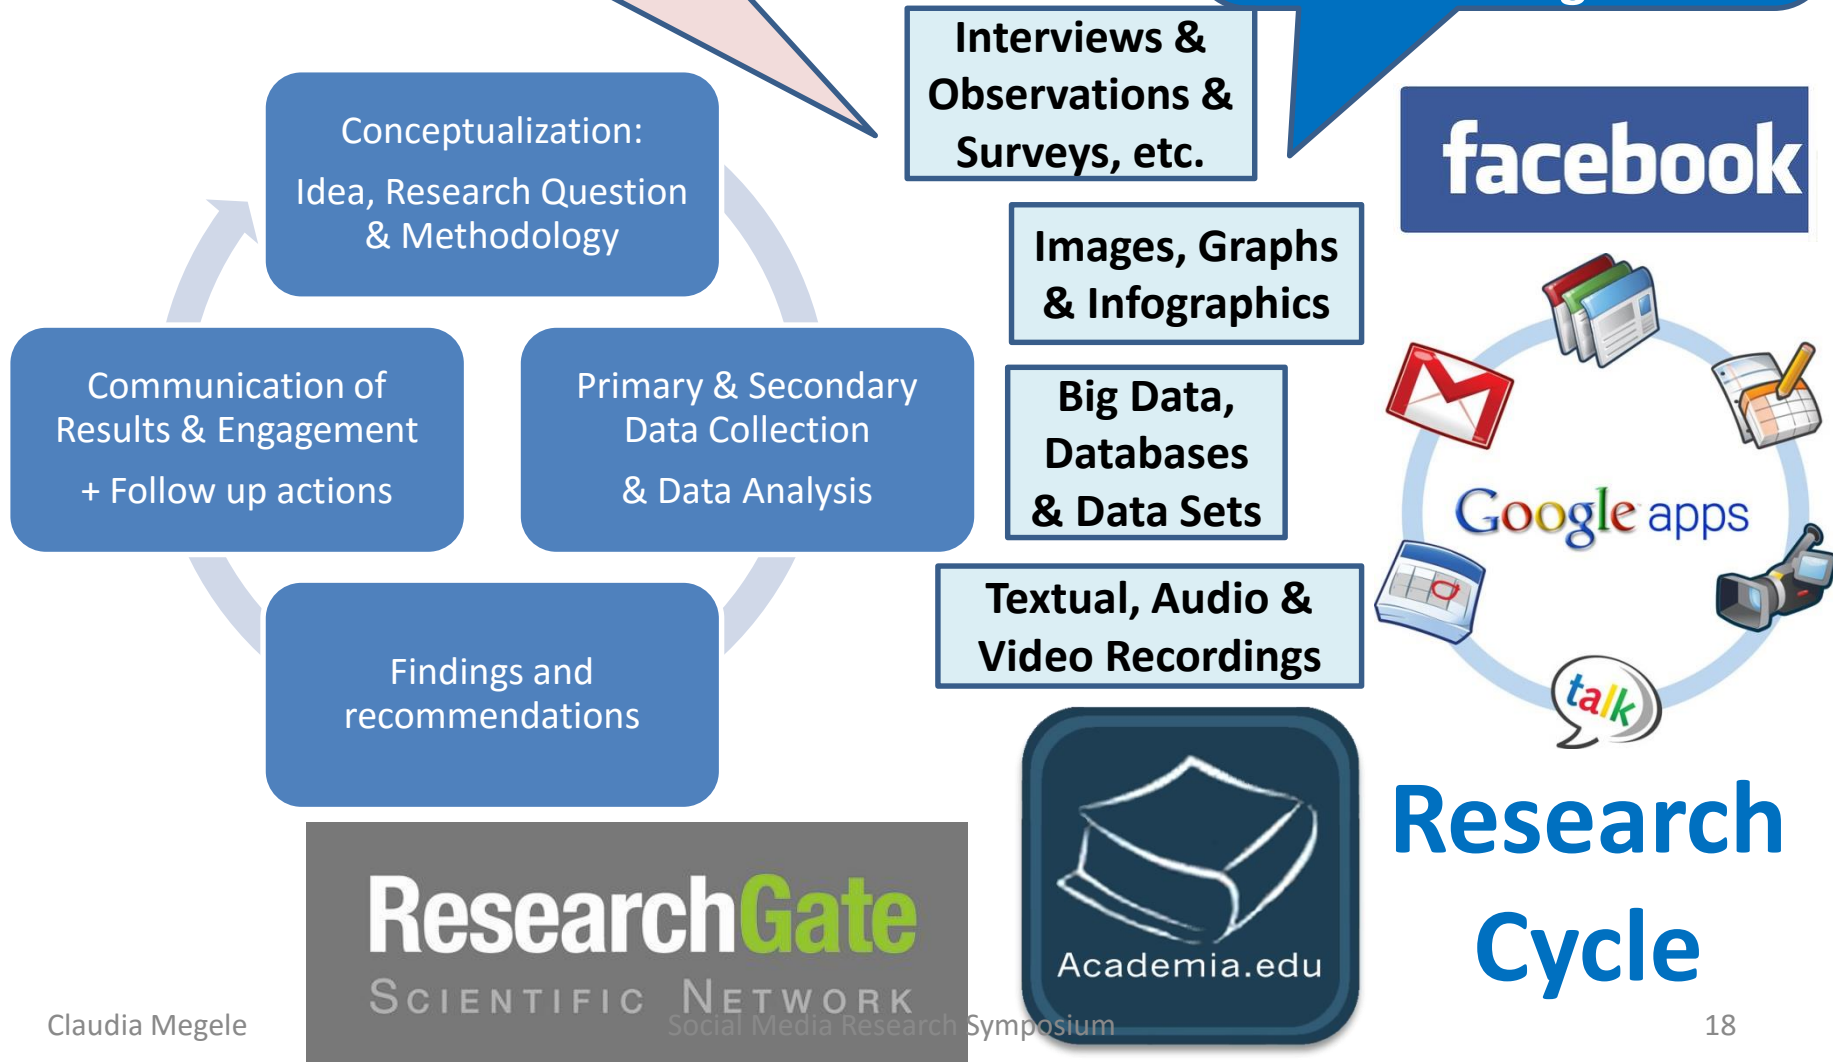 Conceptualization:
Idea, Research Question
& Methodology
Communication of
Results & Engagement
+ Follow up actions
Primary & Secondary
Data Collection
& Data Analysis
Findings and
recommendations
Interviews &
Observations &
Surveys, etc.
Images, Graphs
& Infographics
Big Data,
Databases
& Data Sets
Textual, Audio &
Video Recordings
facebook
Google apps
talk
ResearchGate
SCIENTIFIC NETWORK
Academia.edu
Research
Cycle
Claudia Megele
Social Media Research Symposium
18